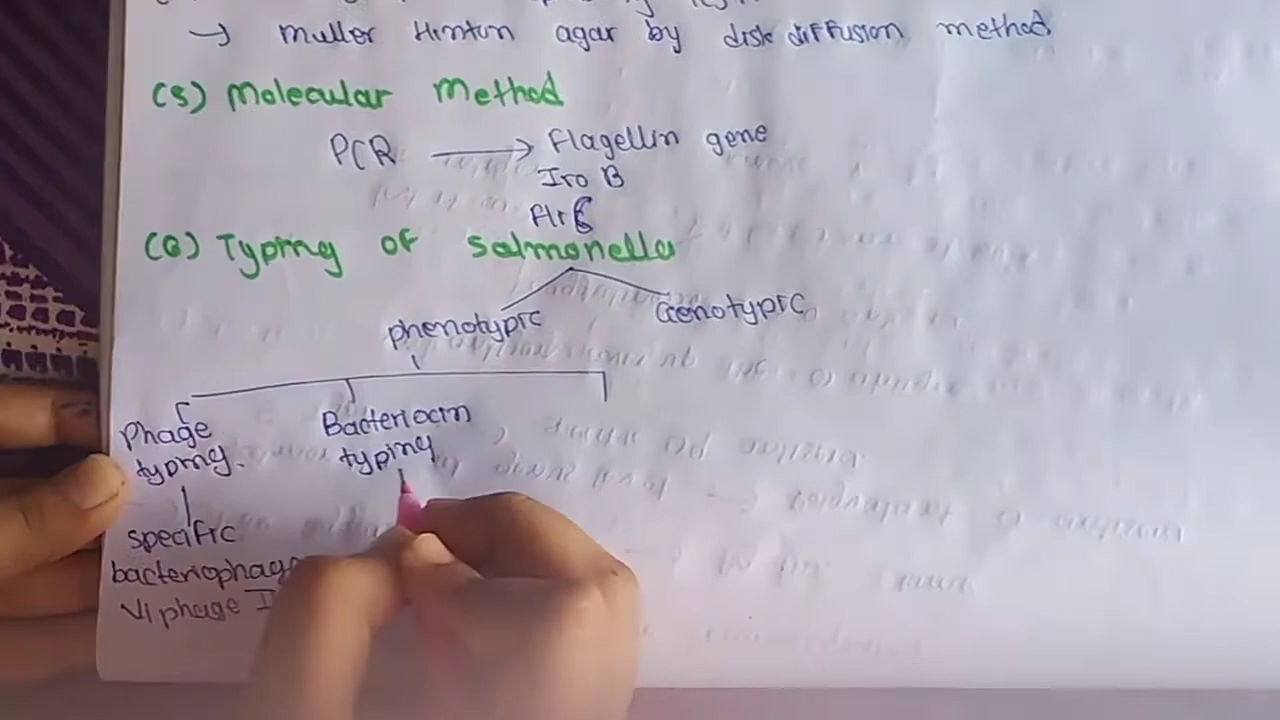 → Muller Hinton agar by disk diffusion method
(5) Molecular Method
PCR → Flagellin gene
Iro B
(6) Typing of Salmonella
phenotypic
Genotypic
Phage typing.
Bacteriocin typing
specific
bacteriophage
Vi phage I